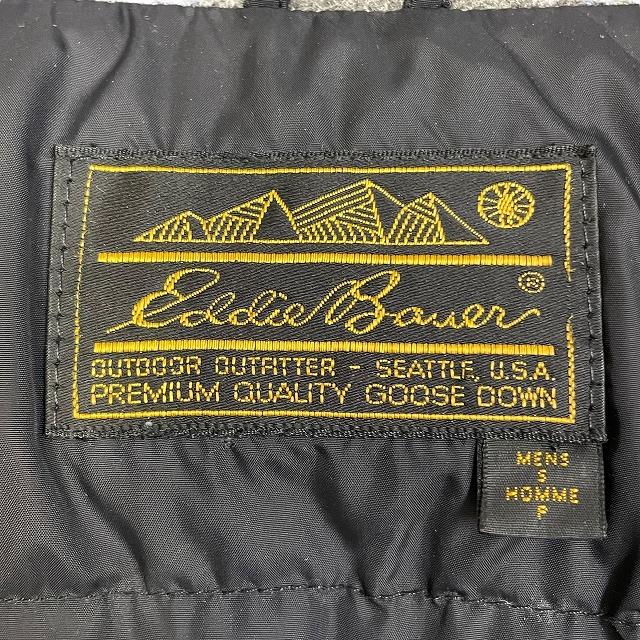 Eddie Bauer ®
OUTDOOR OUTFITTER - SEATTLE, U.S.A.
PREMIUM QUALITY GOOSE DOWN
MENS
S
HOMME
P